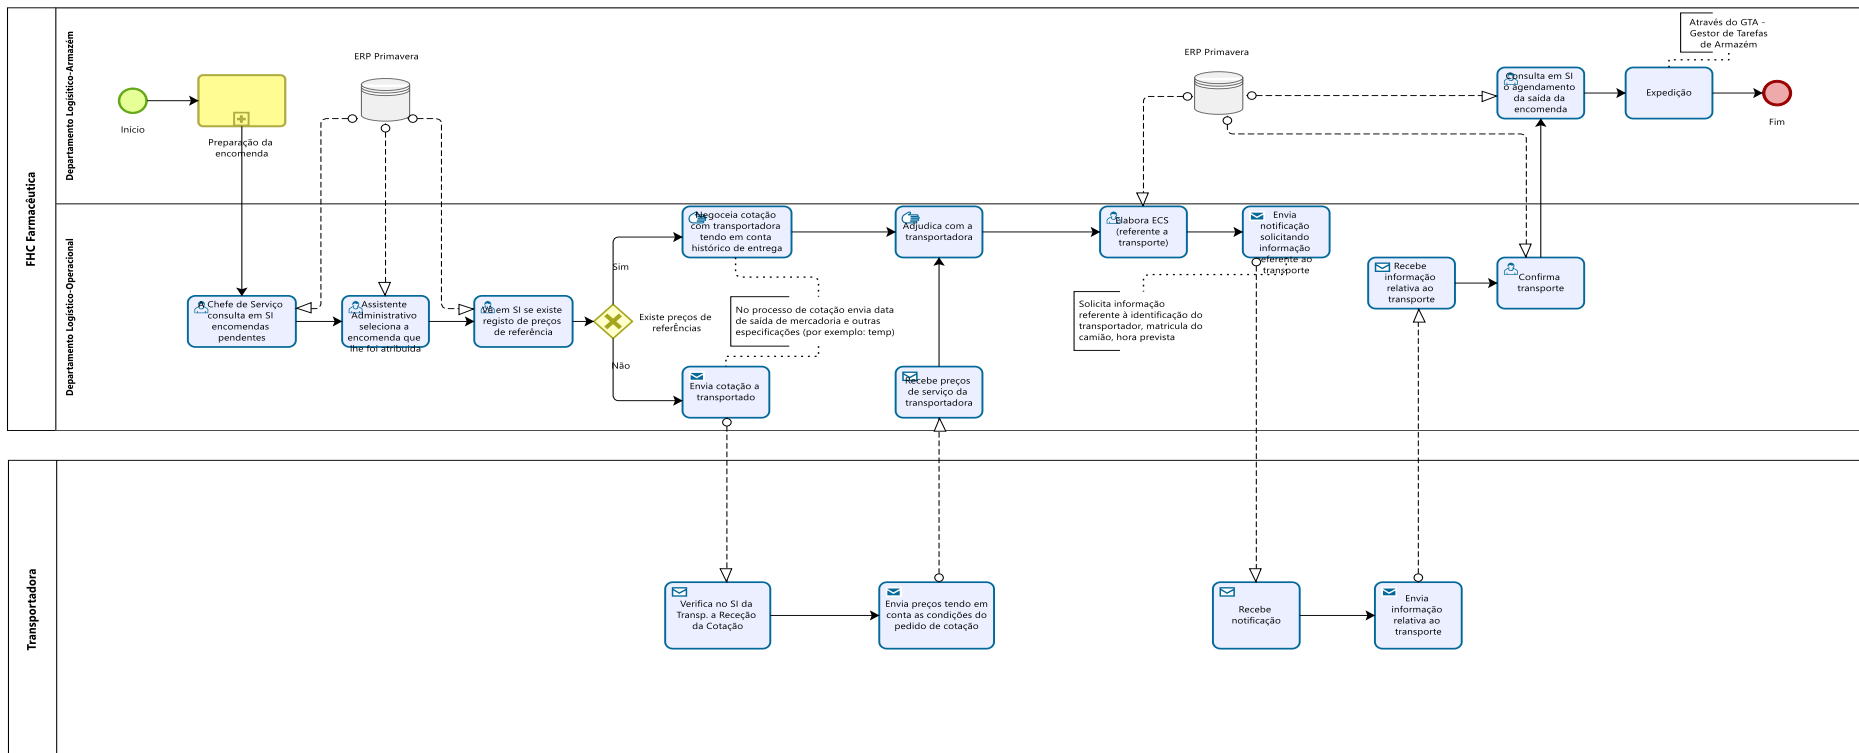 FHC Farmacêutica
Departamento Logísitico-Armazém
Início
Preparação da
encomenda
ERP Primavera
ERP Primavera
Através do GTA –
Gestor de Tarefas
de Armazém
Consulta em SI
o agendamento
da saída da
encomenda
Expedição
Fim
Departamento Logístico-Operacional
O Chefe de Serviço
consulta em SI
encomendas
pendentes
Assistente
Administrativo
seleciona a
encomenda que
lhe foi atribuida
Vê em SI se existe
registo de preços
de referência
Existe preços de
referÊncias
Sim
Não
Negoceia cotação
com transportadora
tendo em conta
histórico de entrega
No processo de cotação envia data
de saída de mercadoria e outras
especificações (por exemplo: temp)
Envia cotação a
transportado
Adjudica com a
transportadora
Recebe preços
de serviço da
transportadora
Elabora ECS
(referente a
transporte)
Envia
notificação
solicitando
informação
referente ao
transporte
Solicita informação
referente à identificação do
transportador, matricula do
camião, hora prevista
Recebe
informação
relativa ao
transporte
Confirma
transporte
Transportadora
Verifica no SI da
Transp. a Receção
da Cotação
Envia preços tendo em
conta as condições do
pedido de cotação
Recebe
notificação
Envia
informação
relativa ao
transporte